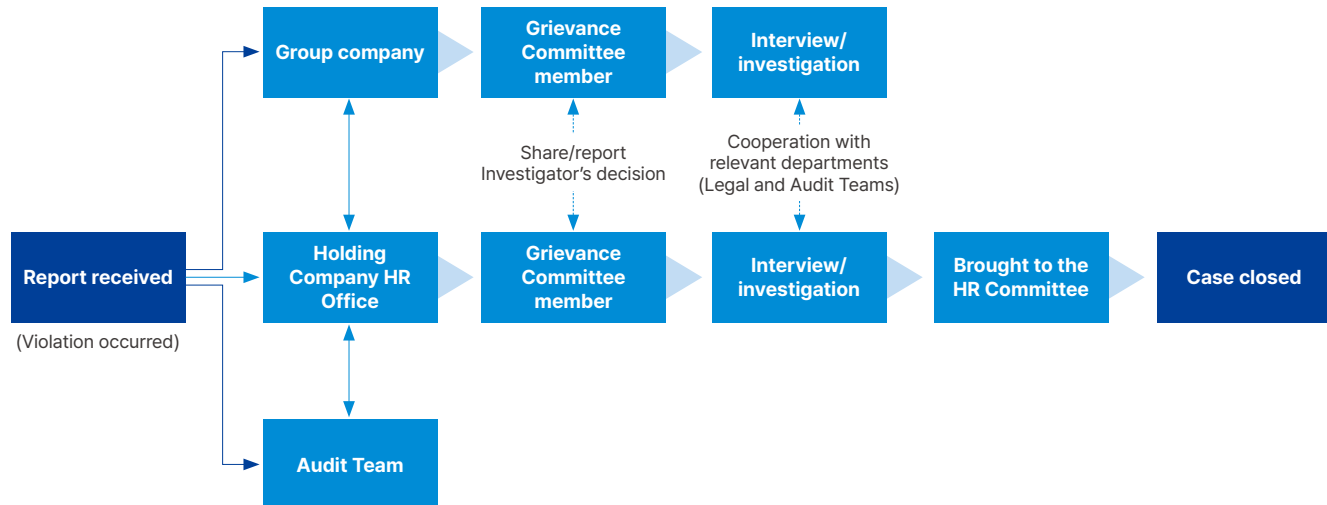 Group company
Grievance
Committee
member
Interview/
investigation
Share/report
Investigator’s decision
Cooperation with
relevant departments
(Legal and Audit Teams)
Report received
(Violation occurred)
Holding
Company HR
Office
Grievance
Committee
member
Interview/
investigation
Brought to the
HR Committee
Case closed
Audit Team